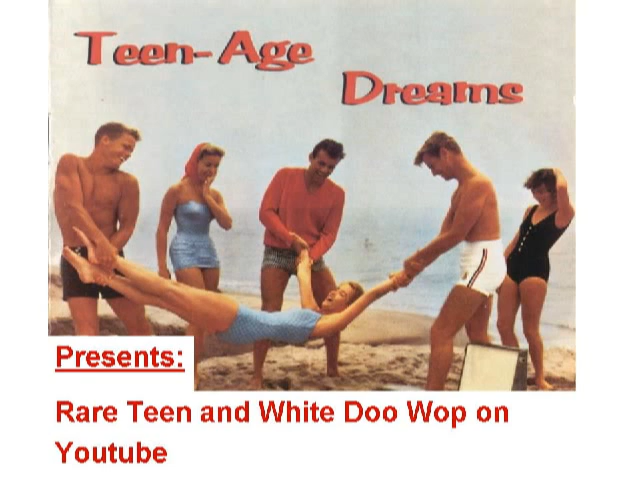 Teen-Age
Dreams
Presents:
Rare Teen and White Doo Wop on
Youtube